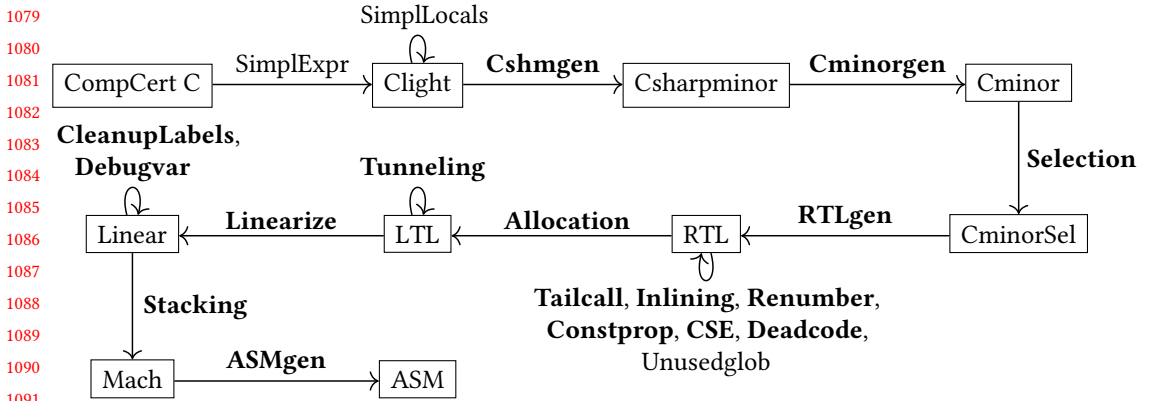 1079
SimplLocals
1080
SimplExpr
Cshmgen
Cminorgen
1081
CompCert C
Clight
Csharpminor
Cminor
1082
1083
CleanupLabels,
1084
Debugvar
Tunneling
Selection
1085
Linearize
Allocation
RTLgen
1086
Linear
LTL
RTL
CminorSel
1087
1088
Stacking
Tailcall, Inlining, Renumber,
1089
Constprop, CSE, Deadcode,
1090
ASMgen
Unusedglob
Mach
ASM
1091